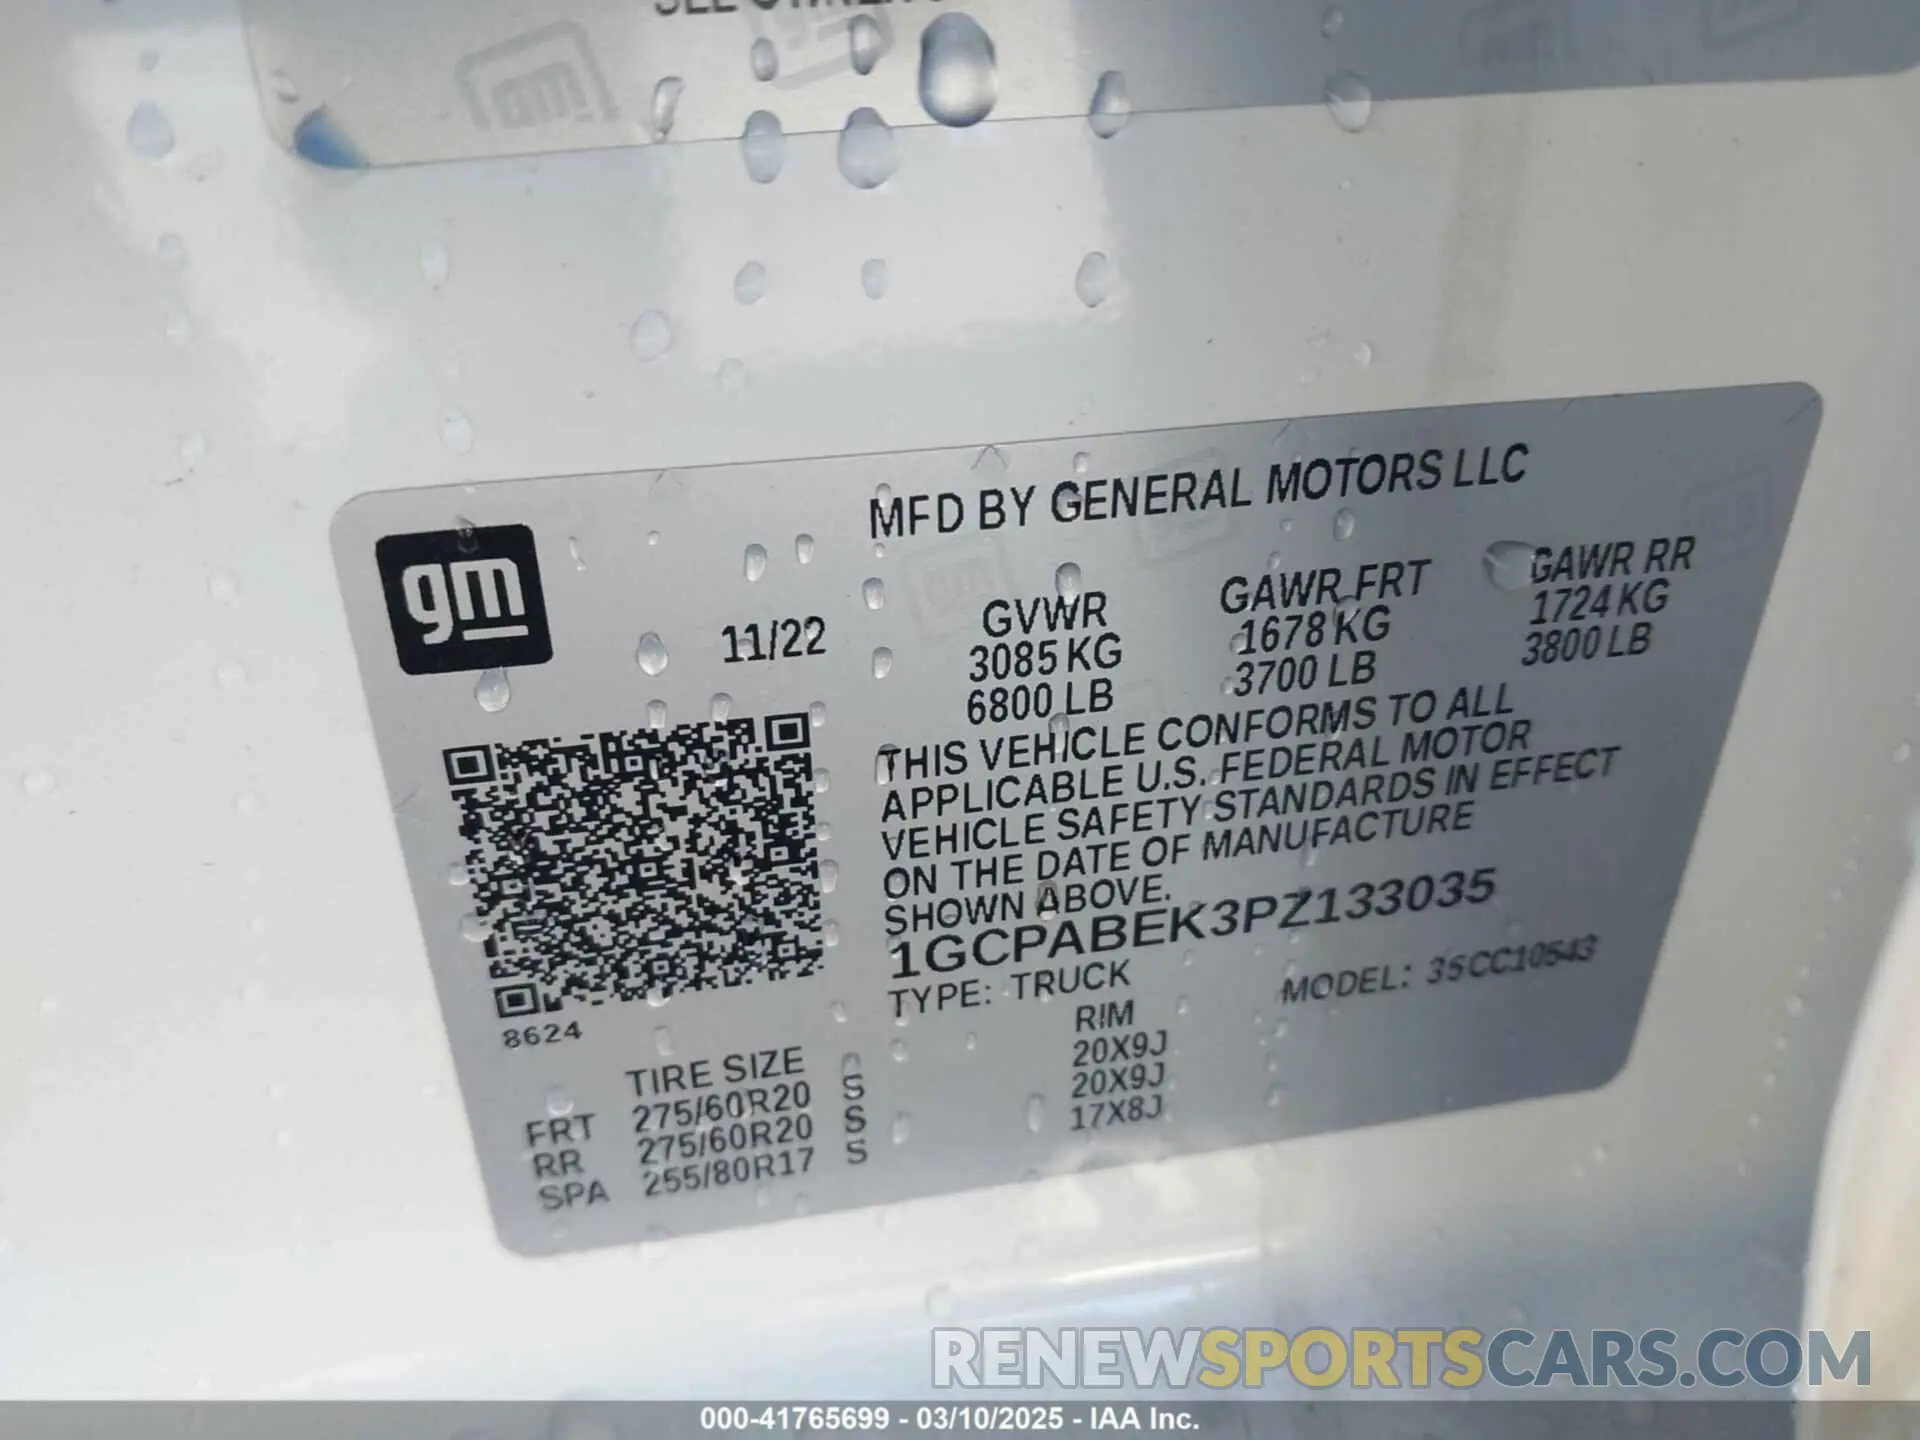 gm
MFD BY GENERAL MOTORS LLC
11/22
GVWR GAWR FRT GAWR RR
3085 KG 1678 KG 1724 KG
6800 LB 3700 LB 3800 LB
THIS VEHICLE CONFORMS TO ALL
APPLICABLE U.S. FEDERAL MOTOR
VEHICLE SAFETY STANDARDS IN EFFECT
ON THE DATE OF MANUFACTURE
SHOWN ABOVE.
1GCPABEK3PZ133035
TYPE: TRUCK MODEL: 35CC10543
8624
TIRE SIZE RIM
FRT 275/60R20 S 20X9J
RR 275/60R20 S 20X9J
SPA 255/80R17 S 17X8J
RENEWSPORTSCARS.COM
000-41765699 - 03/10/2025 - IAA Inc.